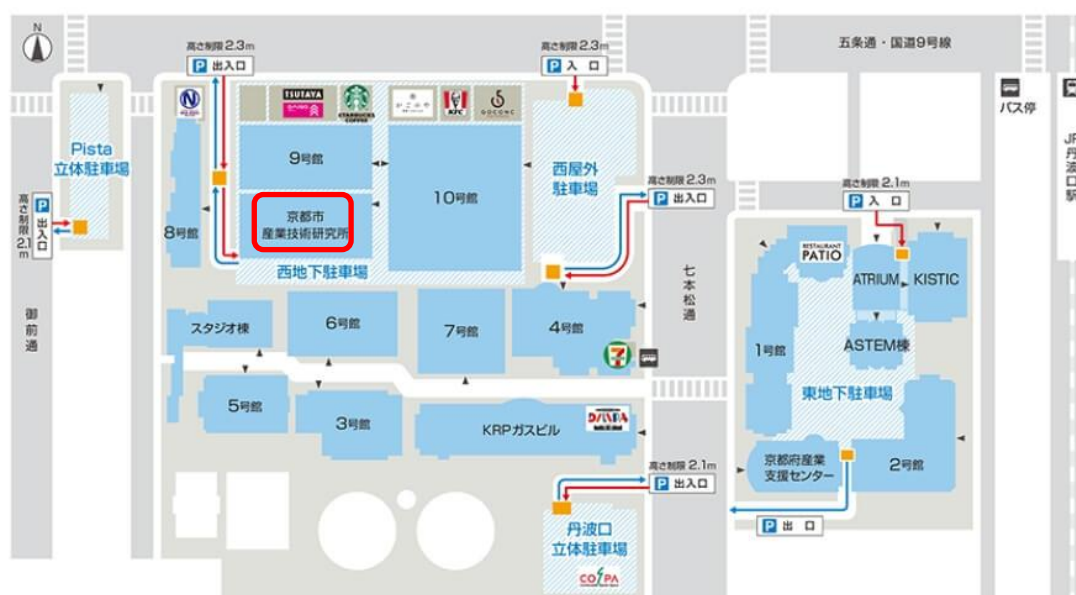 N
高さ制限2.3m
P 出入口
高さ制限2.3m
P 入 口
五条通・国道9号線
バス停
JR丹波口駅
TSUTAYA
STARBUCKS COFFEE
KFC
GOCONC
Pista
立体駐車場
高さ制限2.1m
P 出入口
9号館
10号館
西屋外
駐車場
高さ制限2.3m
P 出入口
高さ制限2.1m
P 入 口
京都市
産業技術研究所
8号館
西地下駐車場
RESTAURANT
PATIO
ATRIUM
KISTIC
七本松通
御前通
スタジオ棟
6号館
7号館
4号館
7
1号館
ASTEM棟
東地下駐車場
5号館
3号館
KRPガスビル
京都府産業
支援センター
2号館
高さ制限2.1m
P 出入口
P 出 口
丹波口
立体駐車場
CO/PA